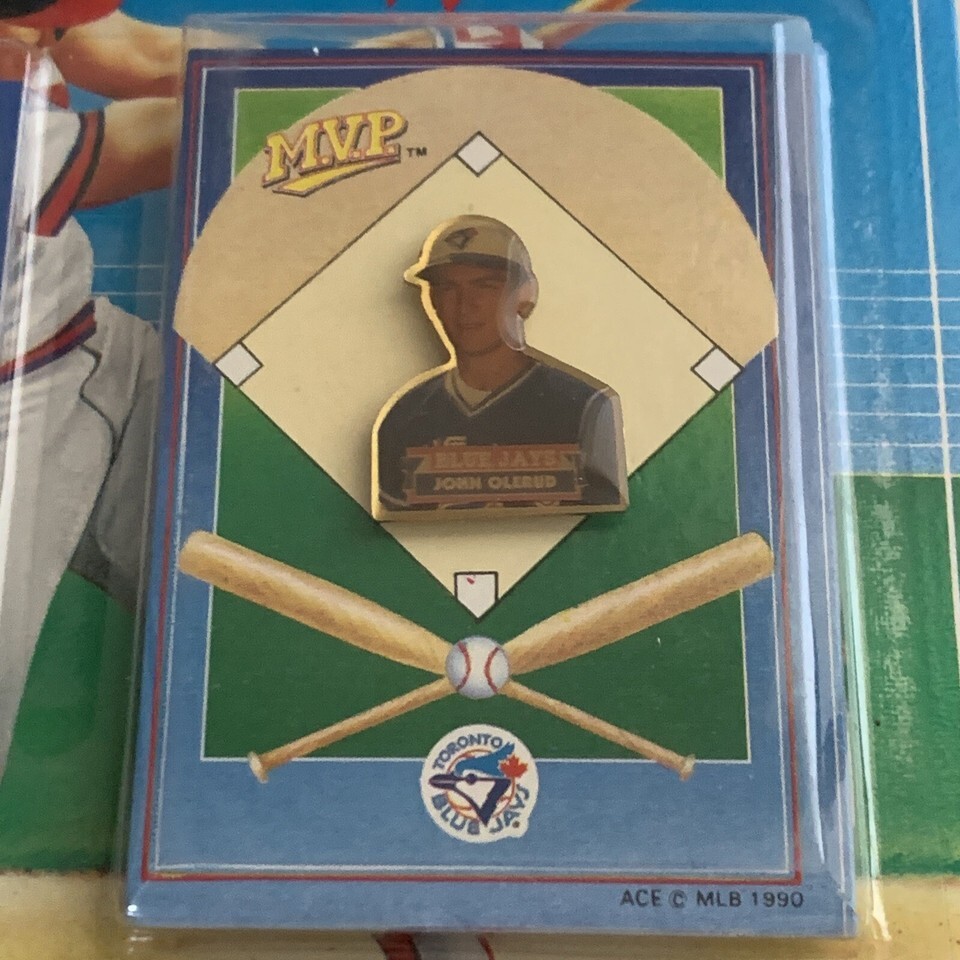 M.V.P. TM
BLUE JAYS
JOHN OLERUD
TORONTO
BLUE JAYS
ACE © MLB 1990